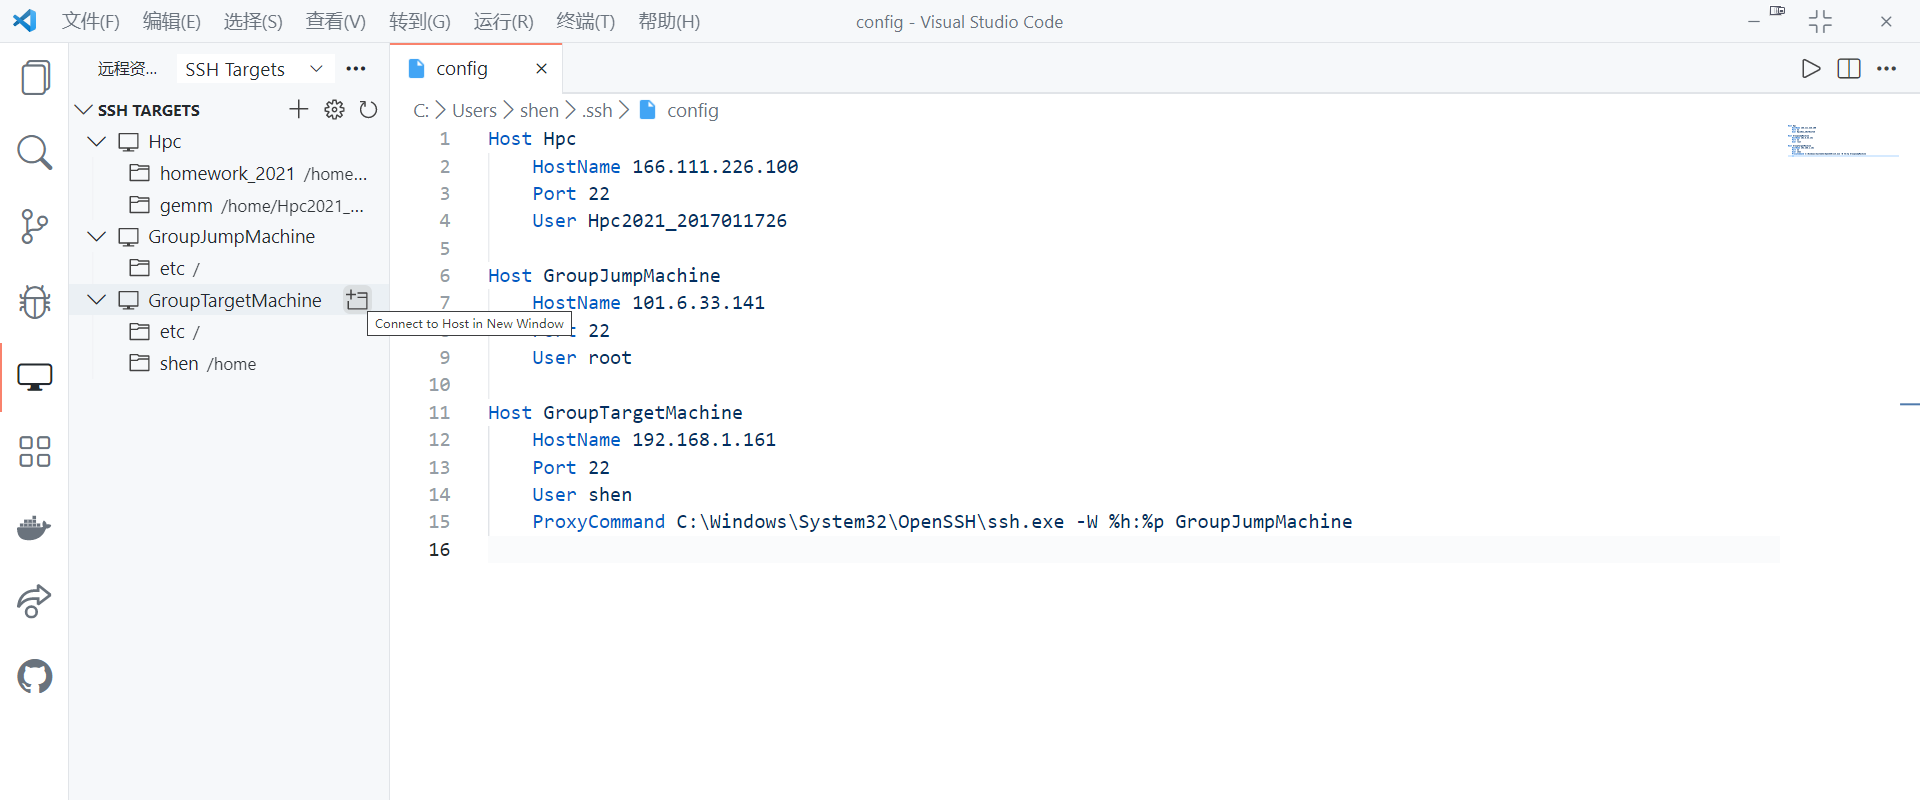 文件(F) 编辑(E) 选择(S) 查看(V) 转到(G) 运行(R) 终端(T) 帮助(H) config - Visual Studio Code
远程资... SSH Targets
SSH TARGETS
Hpc
homework_2021 /home...
gemm /home/Hpc2021_...
GroupJumpMachine
etc /
GroupTargetMachine
Connect to Host in New Window
etc /
shen /home
config
C: Users shen .ssh config
1 Host Hpc
2 HostName 166.111.226.100
3 Port 22
4 User Hpc2021_2017011726
5
6 Host GroupJumpMachine
7 HostName 101.6.33.141
t 22
9 User root
10
11 Host GroupTargetMachine
12 HostName 192.168.1.161
13 Port 22
14 User shen
15 ProxyCommand C:\Windows\System32\OpenSSH\ssh.exe -W %h:%p GroupJumpMachine
16